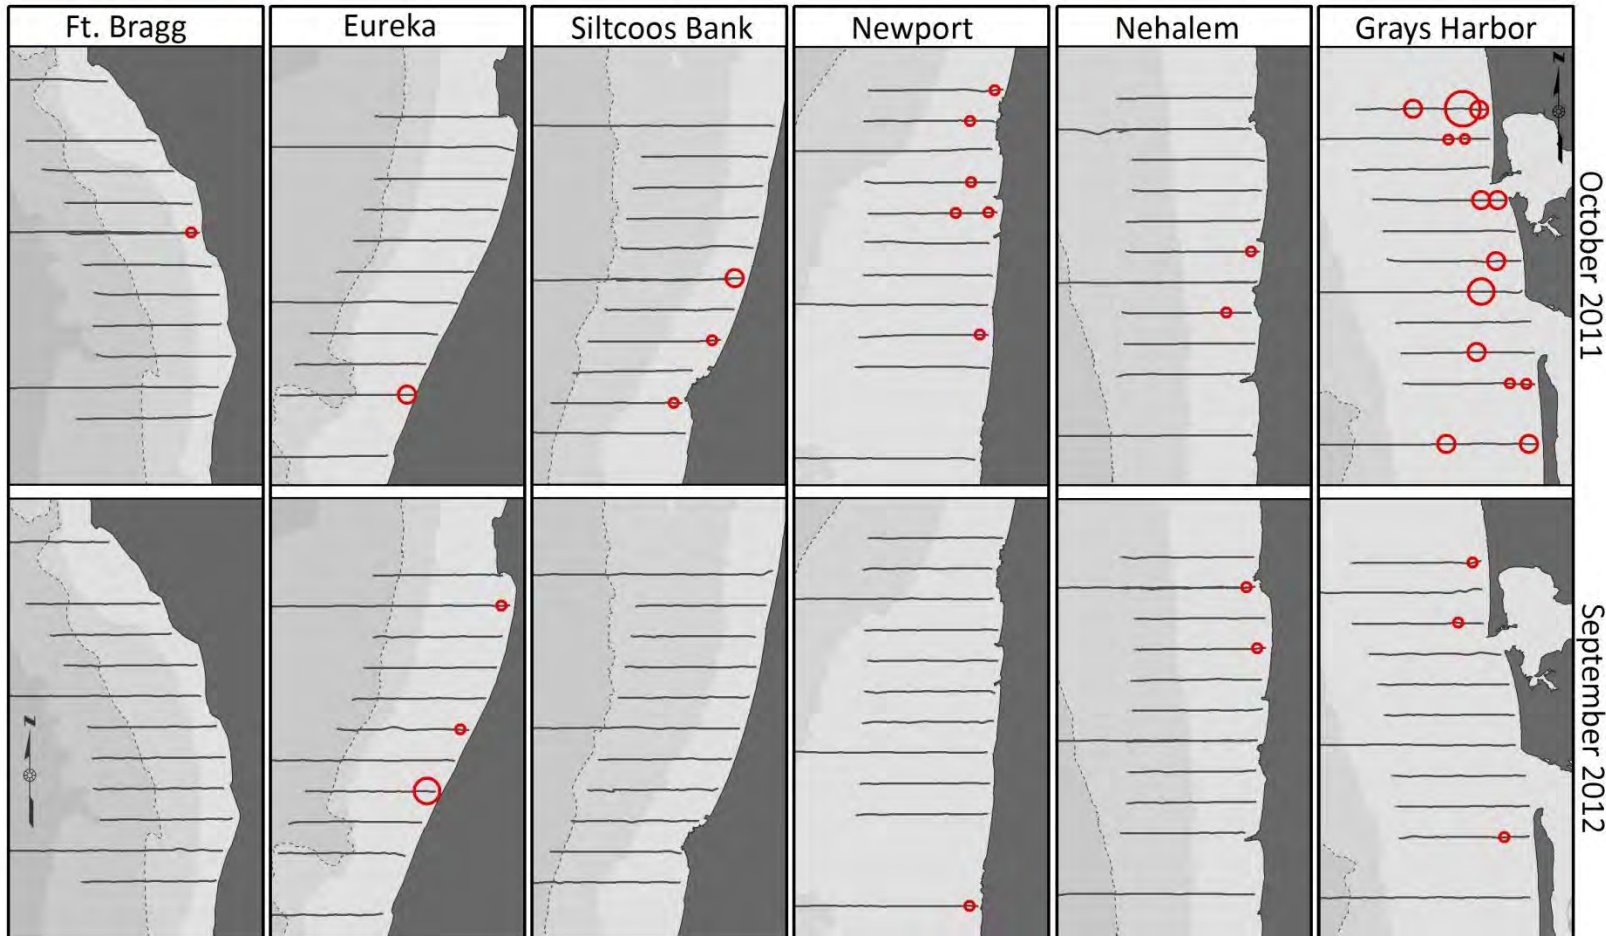 Ft. Bragg
Eureka
Siltcoos Bank
Newport
Nehalem
Grays Harbor
N
October 2011
September 2012
N